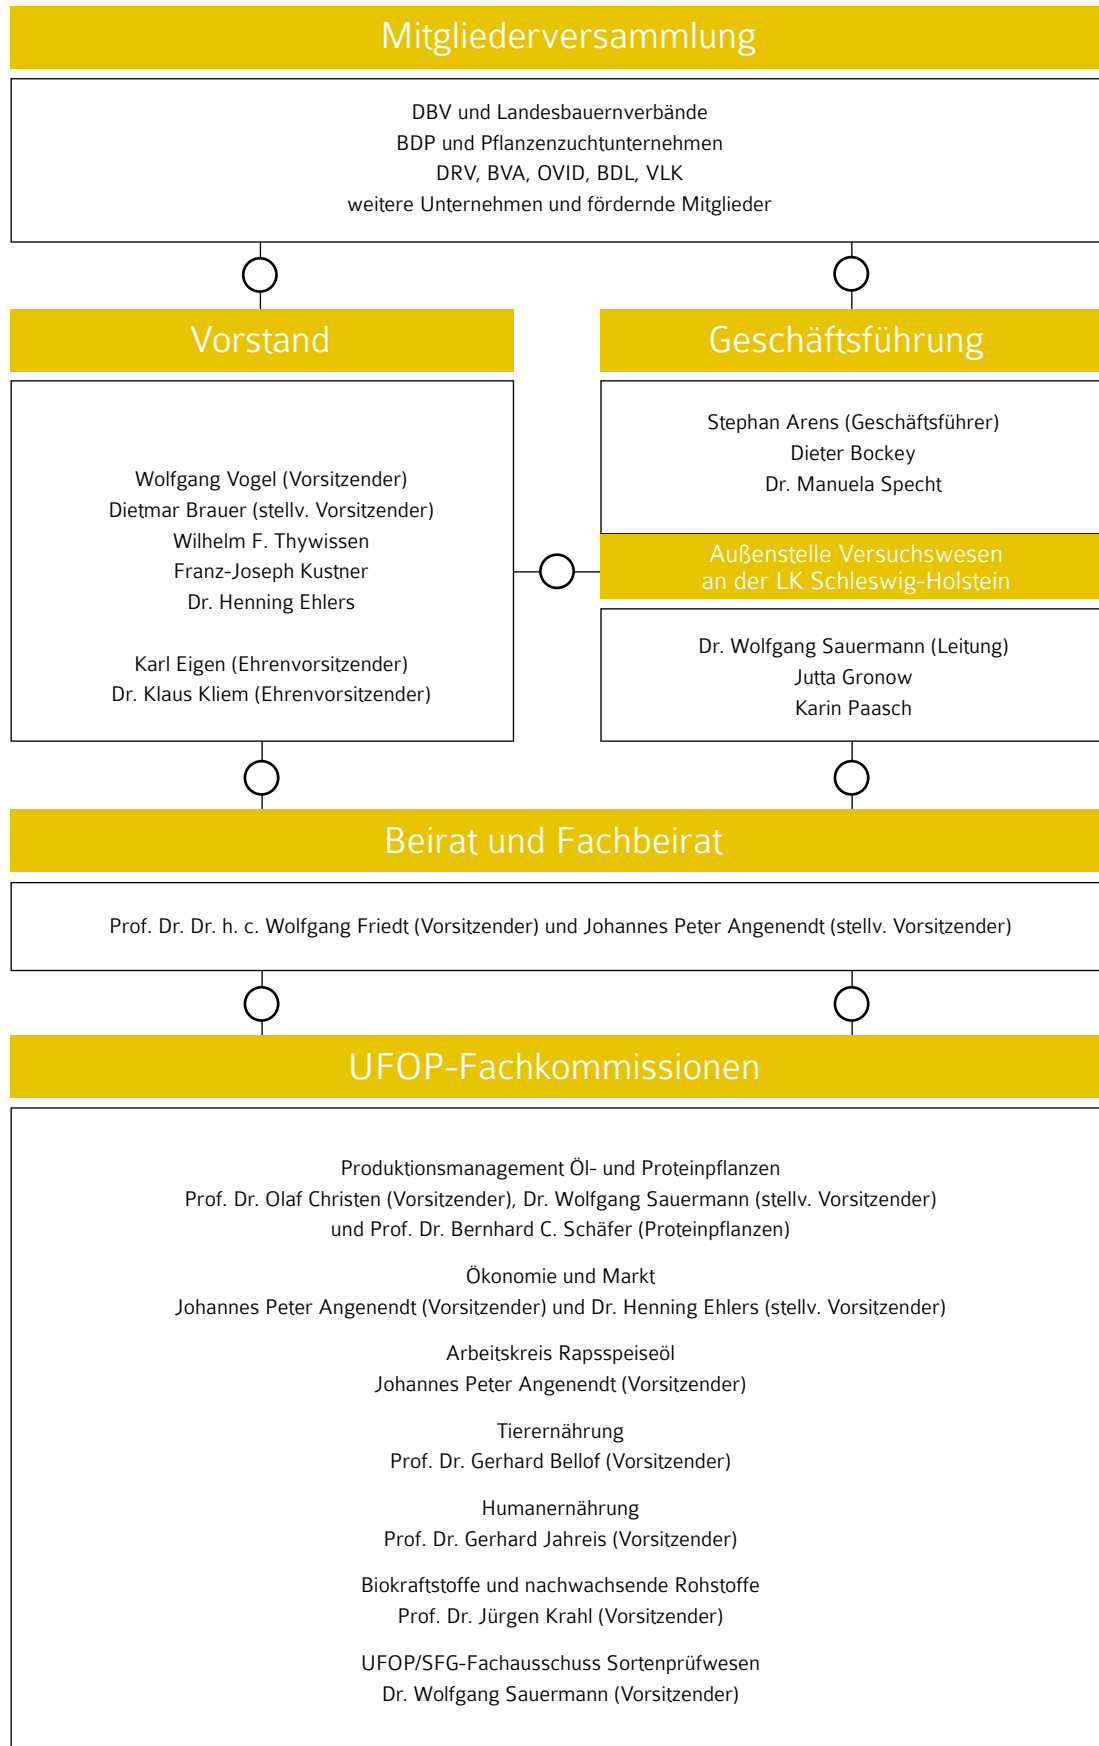 Mitgliederversammlung
DBV und Landesbauernverbände
BDP und Pflanzenzuchtunternehmen
DRV, BVA, OVID, BDL, VLK
weitere Unternehmen und fördernde Mitglieder
Vorstand
Wolfgang Vogel (Vorsitzender)
Dietmar Brauer (stellv. Vorsitzender)
Wilhelm F. Thywissen
Franz-Joseph Kustner
Dr. Henning Ehlers
Karl Eigen (Ehrenvorsitzender)
Dr. Klaus Kliem (Ehrenvorsitzender)
Geschäftsführung
Stephan Arens (Geschäftsführer)
Dieter Bockey
Dr. Manuela Specht
Außenstelle Versuchswesen
an der LK Schleswig-Holstein
Dr. Wolfgang Sauermann (Leitung)
Jutta Gronow
Karin Paasch
Beirat und Fachbeirat
Prof. Dr. Dr. h. c. Wolfgang Friedt (Vorsitzender) und Johannes Peter Angenendt (stellv. Vorsitzender)
UFOP-Fachkommissionen
Produktionsmanagement Öl- und Proteinpflanzen
Prof. Dr. Olaf Christen (Vorsitzender), Dr. Wolfgang Sauermann (stellv. Vorsitzender)
und Prof. Dr. Bernhard C. Schäfer (Proteinpflanzen)
Ökonomie und Markt
Johannes Peter Angenendt (Vorsitzender) und Dr. Henning Ehlers (stellv. Vorsitzender)
Arbeitskreis Rapsspeiseöl
Johannes Peter Angenendt (Vorsitzender)
Tierernährung
Prof. Dr. Gerhard Bellof (Vorsitzender)
Humanernährung
Prof. Dr. Gerhard Jahreis (Vorsitzender)
Biokraftstoffe und nachwachsende Rohstoffe
Prof. Dr. Jürgen Krahl (Vorsitzender)
UFOP/SFG-Fachausschuss Sortenprüfwesen
Dr. Wolfgang Sauermann (Vorsitzender)